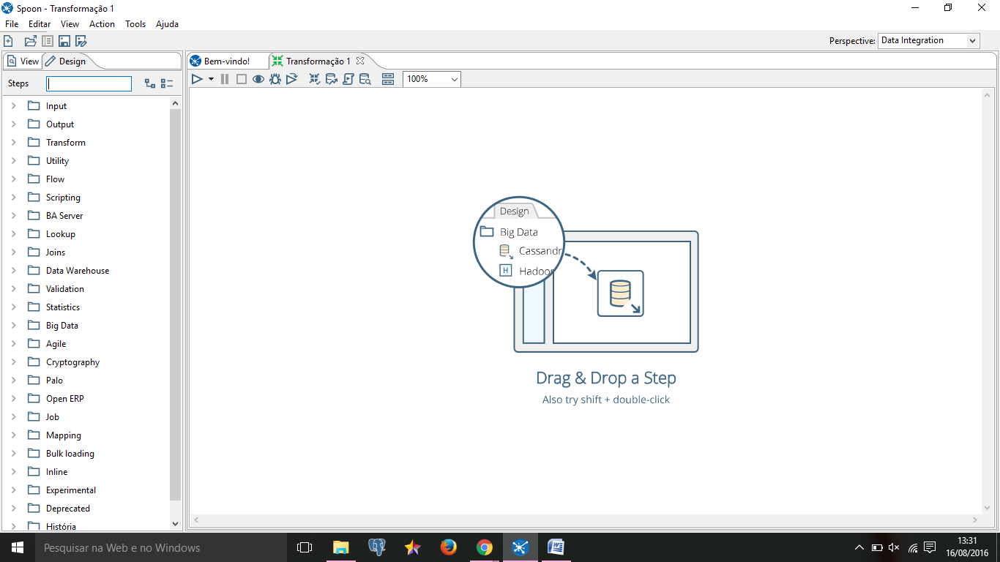 Spoon - Transformação 1
File Editar View Action Tools Ajuda
Perspective: Data Integration
View Design
Bem-vindo! Transformação 1
Steps
100%
Input
Output
Transform
Utility
Flow
Scripting
BA Server
Lookup
Joins
Data Warehouse
Validation
Statistics
Big Data
Agile
Cryptography
Palo
Open ERP
Job
Mapping
Bulk loading
Inline
Experimental
Deprecated
História
Design
Big Data
Cassandr
H Hadoop
Drag & Drop a Step
Also try shift + double-click
Pesquisar na Web e no Windows
13:31
16/08/2016